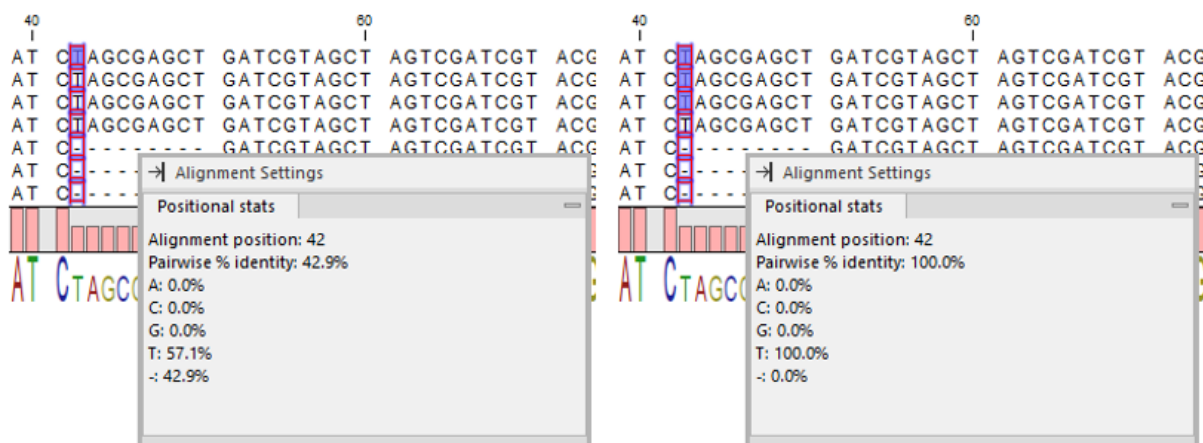 40 60
AT CTAGCGAGCT GATCGTAGCT AGTCGATCGT ACG
AT CTAGCGAGCT GATCGTAGCT AGTCGATCGT ACG
AT CTAGCGAGCT GATCGTAGCT AGTCGATCGT ACG
AT CTAGCGAGCT GATCGTAGCT AGTCGATCGT ACG
AT C--------- GATCGTAGCT AGTCGATCGT ACG
AT C----
AT C----
Alignment Settings
Positional stats
Alignment position: 42
Pairwise % identity: 42.9%
A: 0.0%
C: 0.0%
G: 0.0%
T: 57.1%
-: 42.9%
AT CTAGC
40 60
AT CTAGCGAGCT GATCGTAGCT AGTCGATCGT ACG
AT CTAGCGAGCT GATCGTAGCT AGTCGATCGT ACG
AT CTAGCGAGCT GATCGTAGCT AGTCGATCGT ACG
AT CTAGCGAGCT GATCGTAGCT AGTCGATCGT ACG
AT C--------- GATCGTAGCT AGTCGATCGT ACG
AT C----
AT C----
Alignment Settings
Positional stats
Alignment position: 42
Pairwise % identity: 100.0%
A: 0.0%
C: 0.0%
G: 0.0%
T: 100.0%
-: 0.0%
AT CTAGC